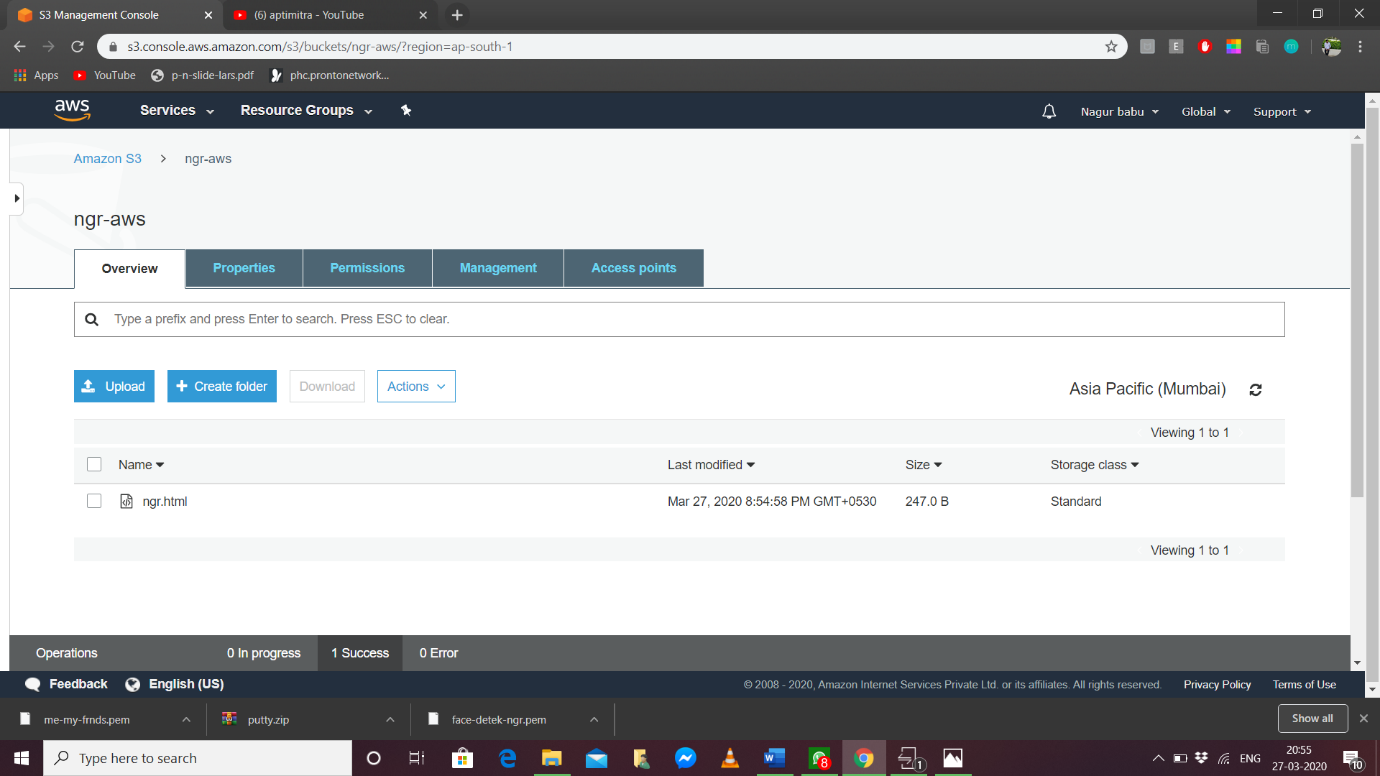 S3 Management Console
(6) aptimitra - YouTube
s3.console.aws.amazon.com/s3/buckets/ngr-aws/?region=ap-south-1
E
m
Apps YouTube p-n-slide-lars.pdf phc.prontonetwork...
aws Services Resource Groups Nagur babu Global Support
Amazon S3 > ngr-aws
ngr-aws
Overview Properties Permissions Management Access points
Type a prefix and press Enter to search. Press ESC to clear.
Upload + Create folder Download Actions Asia Pacific (Mumbai)
Viewing 1 to 1
Name Last modified Size Storage class
ngr.html Mar 27, 2020 8:54:58 PM GMT+0530 247.0 B Standard
Viewing 1 to 1
Operations 0 In progress 1 Success 0 Error
Feedback English (US) © 2008 - 2020, Amazon Internet Services Private Ltd. or its affiliates. All rights reserved. Privacy Policy Terms of Use
me-my-frnds.pem putty.zip face-detek-ngr.pem Show all
Type here to search W 8 1 ENG 20:55 10
27-03-2020